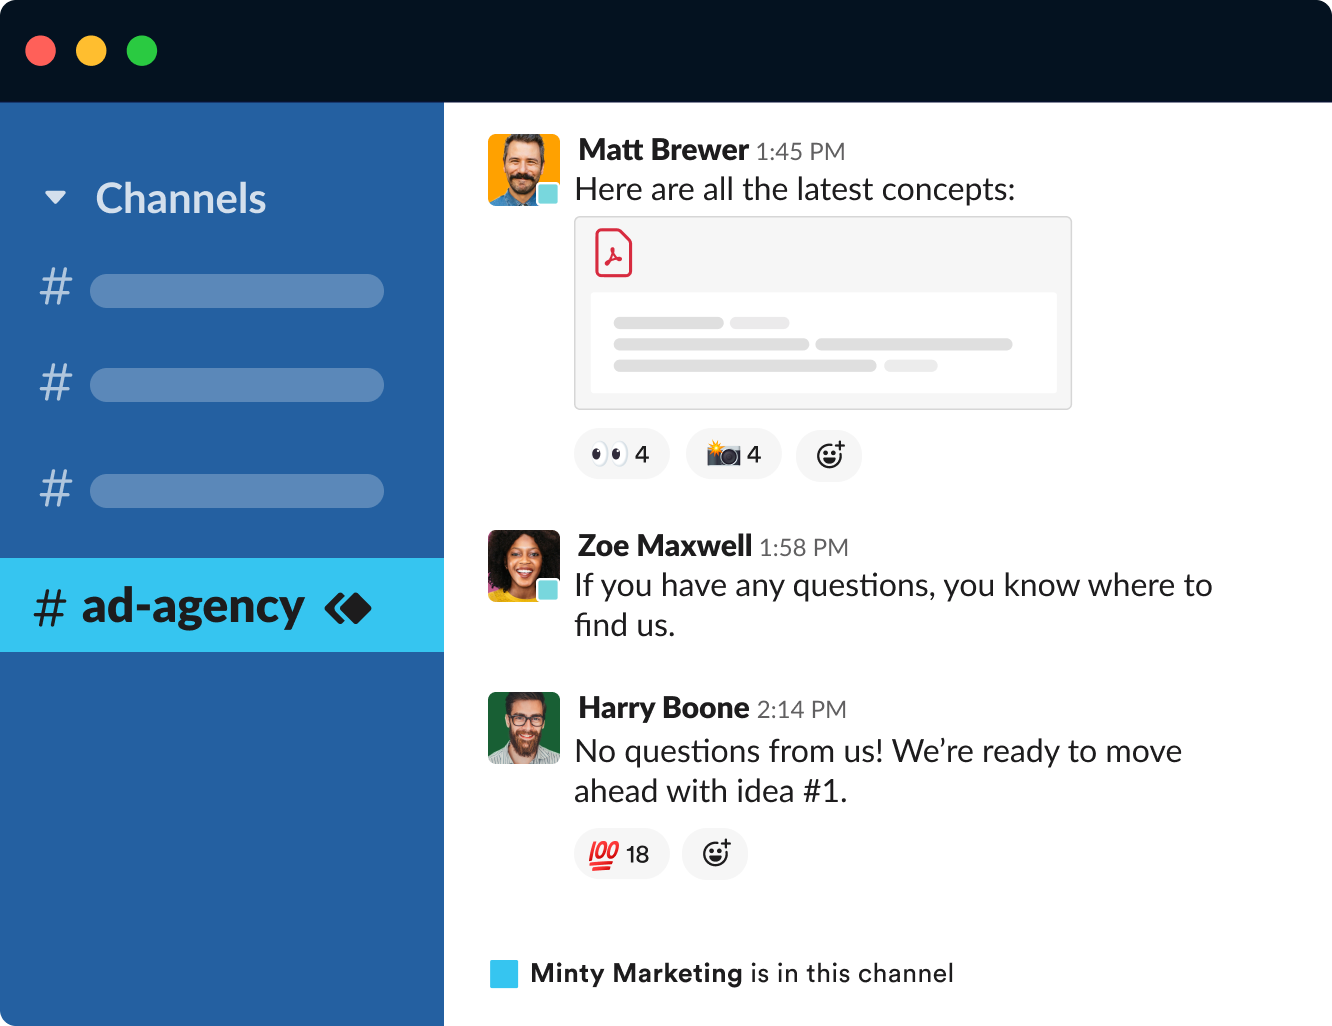 Channels
#
#
#
# ad-agency
Matt Brewer 1:45 PM
Here are all the latest concepts:
4
4
Zoe Maxwell 1:58 PM
If you have any questions, you know where to
find us.
Harry Boone 2:14 PM
No questions from us! We’re ready to move
ahead with idea #1.
100 18
Minty Marketing is in this channel